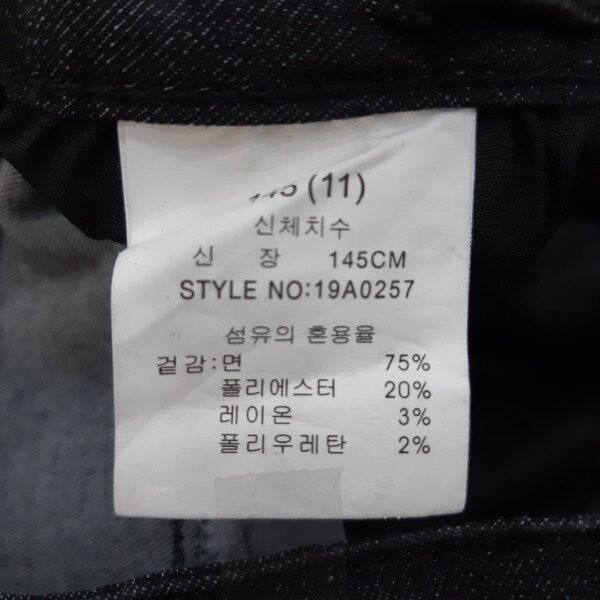 (11)
신체치수
신 장 145CM
STYLE NO:19A0257
섬유의 혼용율
겉감:면 75%
폴리에스터 20%
레이온 3%
폴리우레탄 2%